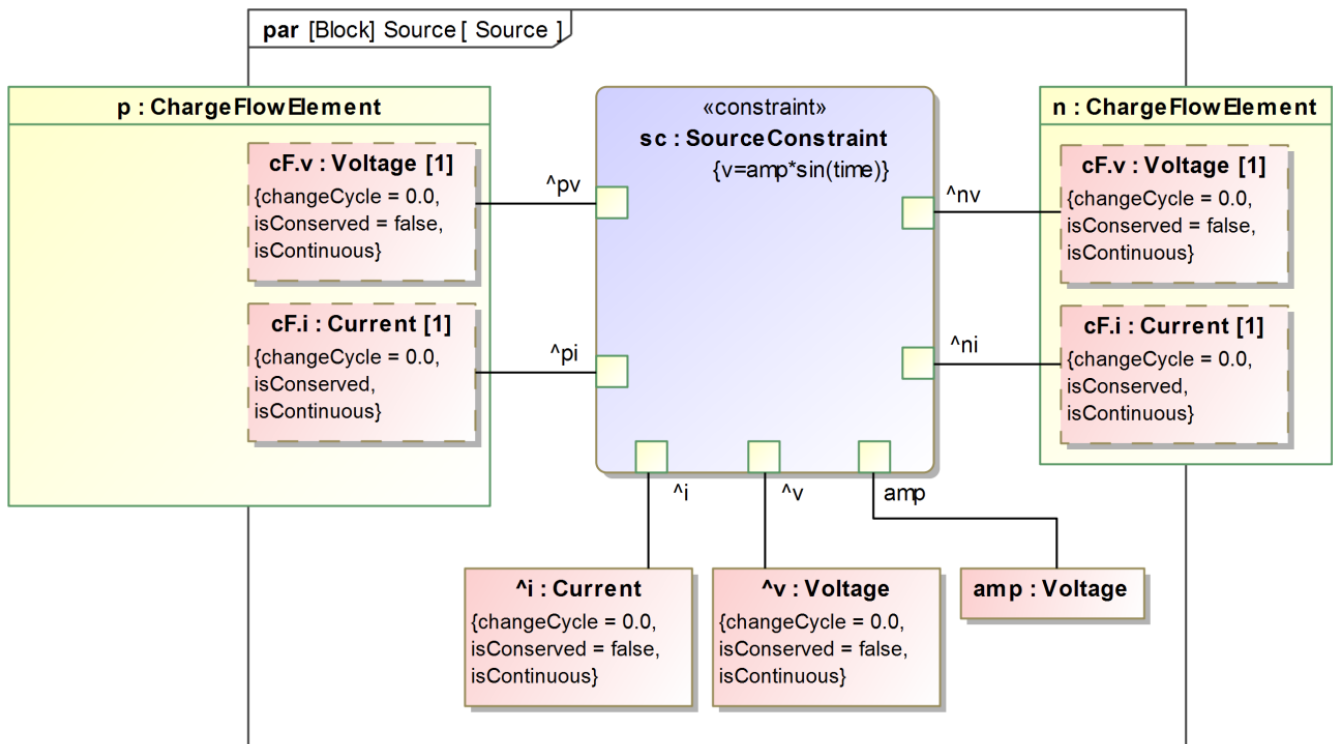 par [Block] Source [ Source ]
p : ChargeFlowElement
cF.v : Voltage [1]
{changeCycle = 0.0,
isConserved = false,
isContinuous}
cF.i : Current [1]
{changeCycle = 0.0,
isConserved,
isContinuous}
^pv
^pi
«constraint»
sc : SourceConstraint
{v=amp*sin(time)}
^nv
^ni
n : ChargeFlowElement
cF.v : Voltage [1]
{changeCycle = 0.0,
isConserved = false,
isContinuous}
cF.i : Current [1]
{changeCycle = 0.0,
isConserved,
isContinuous}
^i
^v
amp
^i : Current
{changeCycle = 0.0,
isConserved = false,
isContinuous}
^v : Voltage
{changeCycle = 0.0,
isConserved = false,
isContinuous}
amp : Voltage